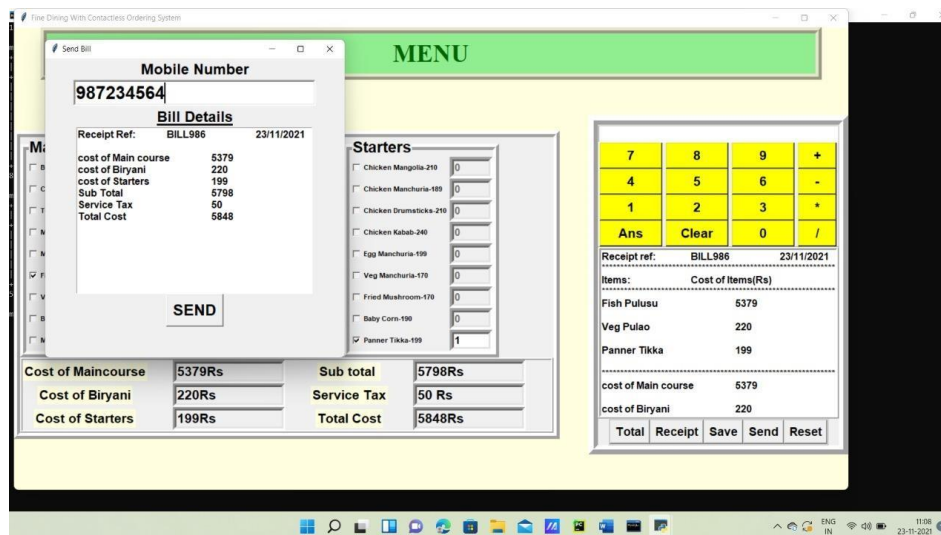 Fine Dining With Contactless Ordering System
MENU
Send Bill
Mobile Number
987234564
Bill Details
Receipt Ref: BILL986 23/11/2021
cost of Main course 5379
cost of Biryani 220
cost of Starters 199
Sub Total 5798
Service Tax 50
Total Cost 5848
SEND
Starters
Chicken Mangolia-210 0
Chicken Manchuria-189 0
Chicken Drumsticks-210 0
Chicken Kabab-240 0
Egg Manchuria-199 0
Veg Manchuria-170 0
Fried Mushroom-170 0
Baby Corn-190 0
Panner Tikka-199 1
Cost of Maincourse 5379Rs Sub total 5798Rs
Cost of Biryani 220Rs Service Tax 50 Rs
Cost of Starters 199Rs Total Cost 5848Rs
7 8 9 +
4 5 6 -
1 2 3 *
Ans Clear 0 /
Receipt ref: BILL986 23/11/2021
Items: Cost of Items(Rs)
Fish Pulusu 5379
Veg Pulao 220
Panner Tikka 199
cost of Main course 5379
cost of Biryani 220
Total Receipt Save Send Reset
ENG
IN
11:08
23-11-2021